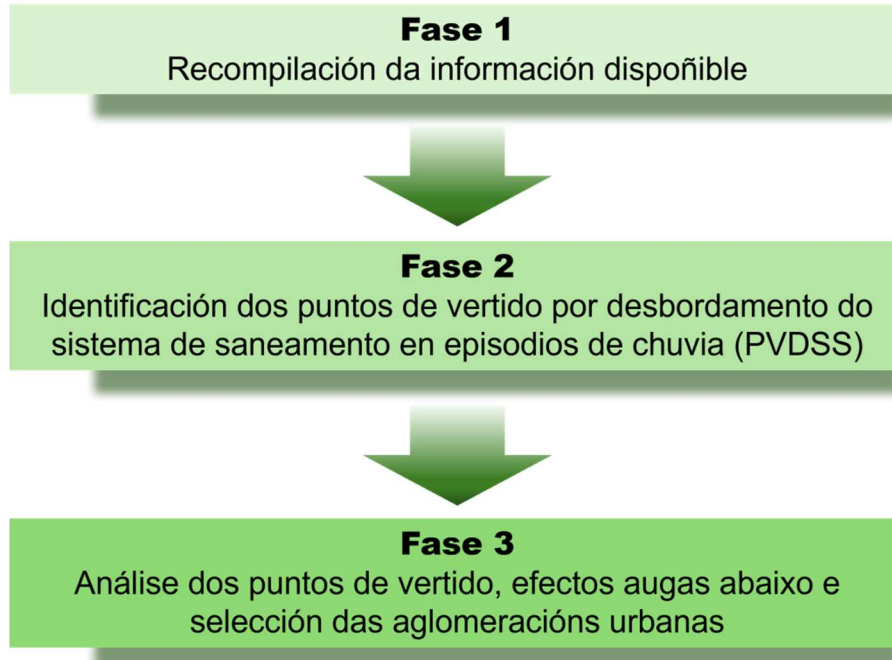 Fase 1
Recompilación da información dispoñible
Fase 2
Identificación dos puntos de vertido por desbordamento do
sistema de saneamento en episodios de chuvia (PVDSS)
Fase 3
Análise dos puntos de vertido, efectos augas abaixo e
selección das aglomeracións urbanas